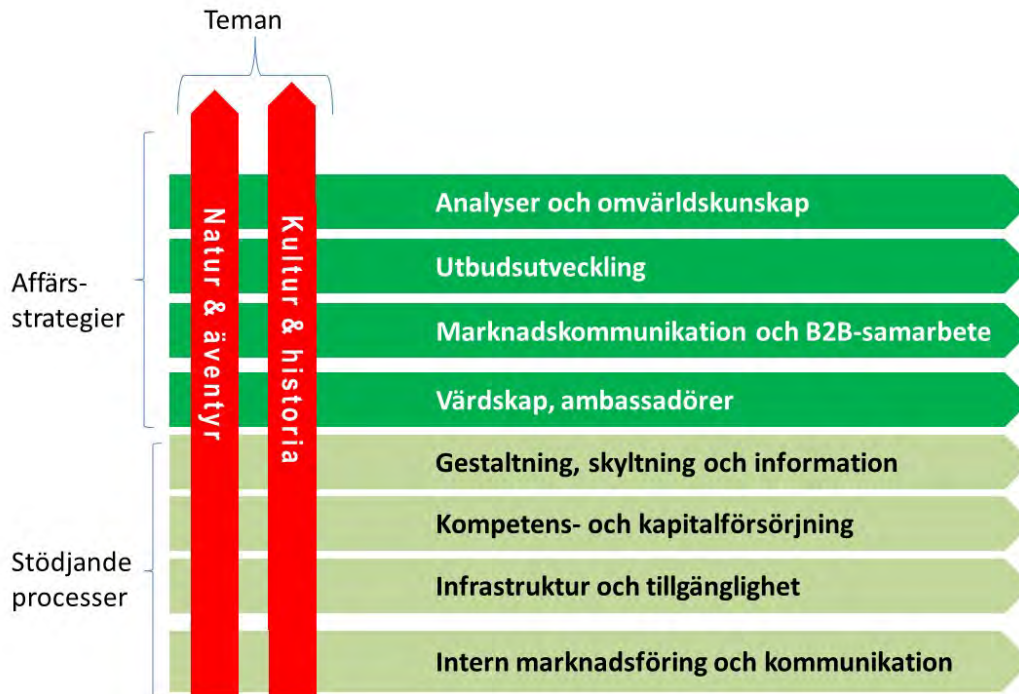 Teman
Natur & äventyr
Kultur & historia
Affärs-
strategier
Analyser och omvärldskunskap
Utbudsutveckling
Marknadskommunikation och B2B-samarbete
Värdskap, ambassadörer
Stödjande
processer
Gestaltning, skyltning och information
Kompetens- och kapitalförsörjning
Infrastruktur och tillgänglighet
Intern marknadsföring och kommunikation